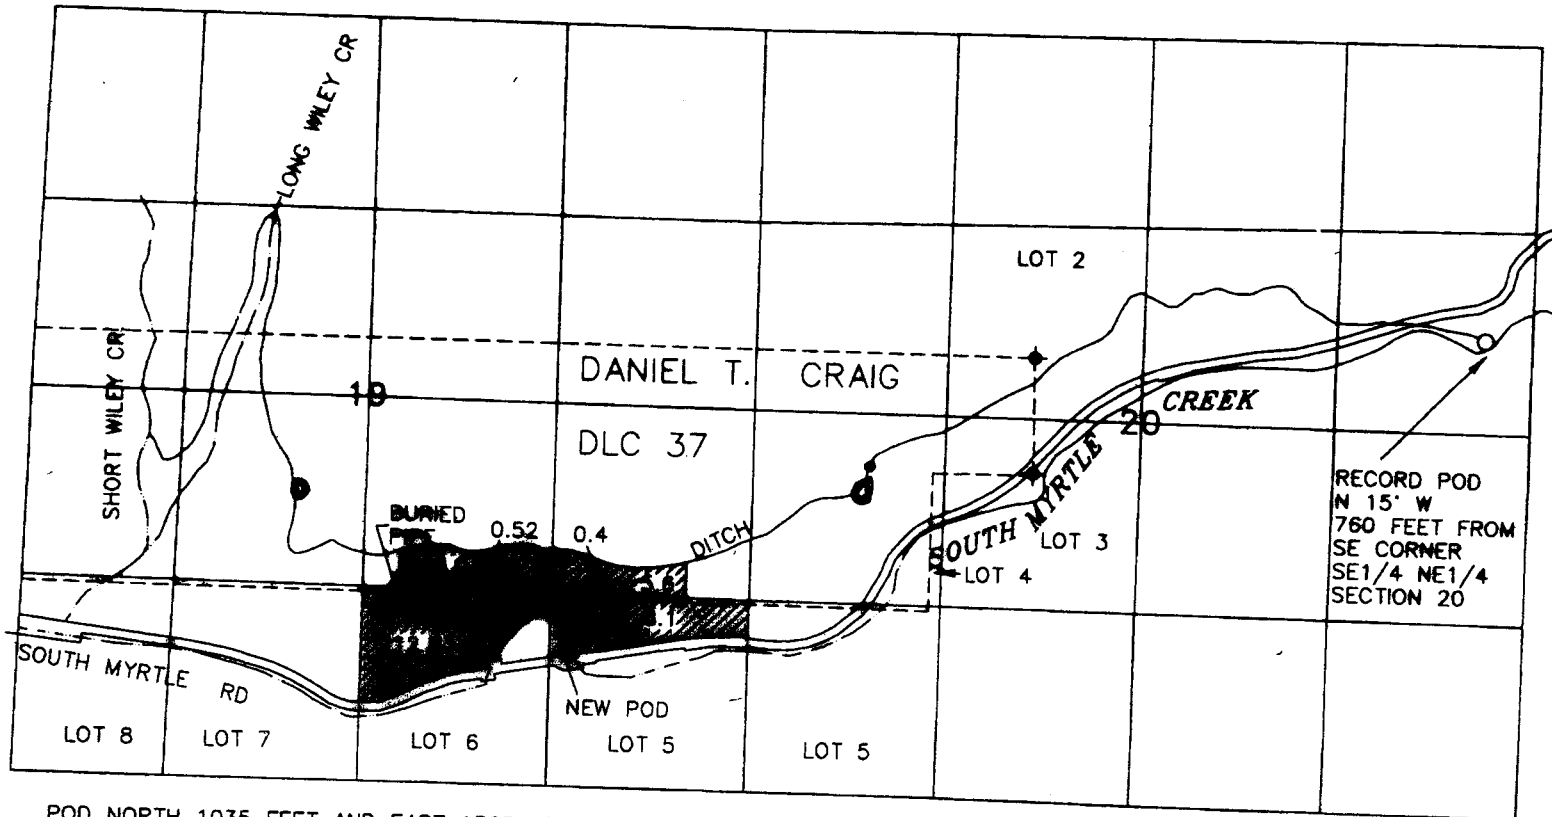 LONG WILEY CR
LOT 2
SHORT WILEY CR
19
DANIEL T. CRAIG
DLC 37
20
CREEK
SOUTH MYRTLE
BURIED
PIPE
0.52
0.4
DITCH
LOT 3
LOT 4
RECORD POD
N 15° W
760 FEET FROM
SE CORNER
SE1/4 NE1/4
SECTION 20
SOUTH MYRTLE RD
NEW POD
LOT 8
LOT 7
LOT 6
LOT 5
LOT 5
POD NORTH 1035 FEET AND EAST